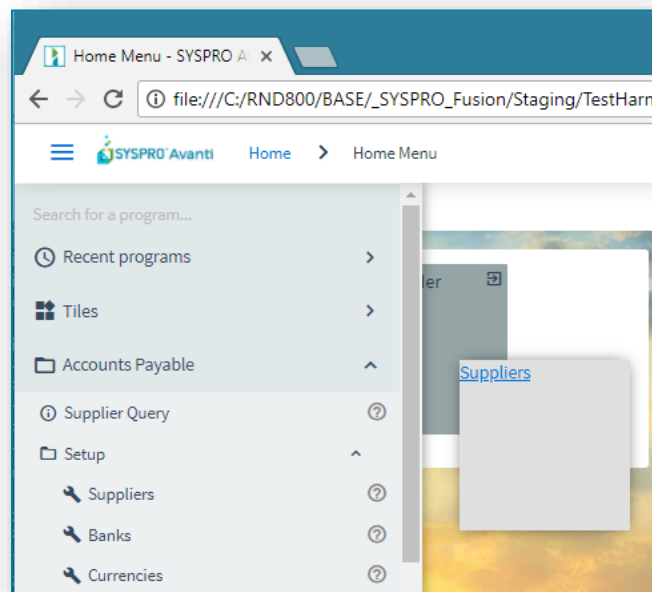 Home Menu - SYSPRO A
file:///C:/RND800/BASE/_SYSPRO_Fusion/Staging/TestHarn
SYSPRO Avanti Home > Home Menu
Search for a program...
Recent programs
Tiles
Accounts Payable
Supplier Query
Setup
Suppliers
Banks
Currencies
der
Suppliers